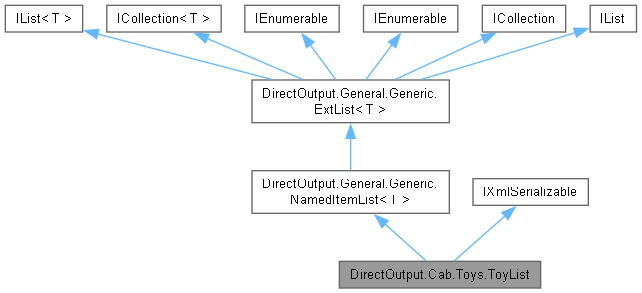 IList< T >
ICollection< T >
IEnumerable
IEnumerable
ICollection
IList
DirectOutput.General.Generic.
ExtList< T >
DirectOutput.General.Generic.
NamedItemList< T >
IXmlSerializable
DirectOutput.Cab.Toys.ToyList